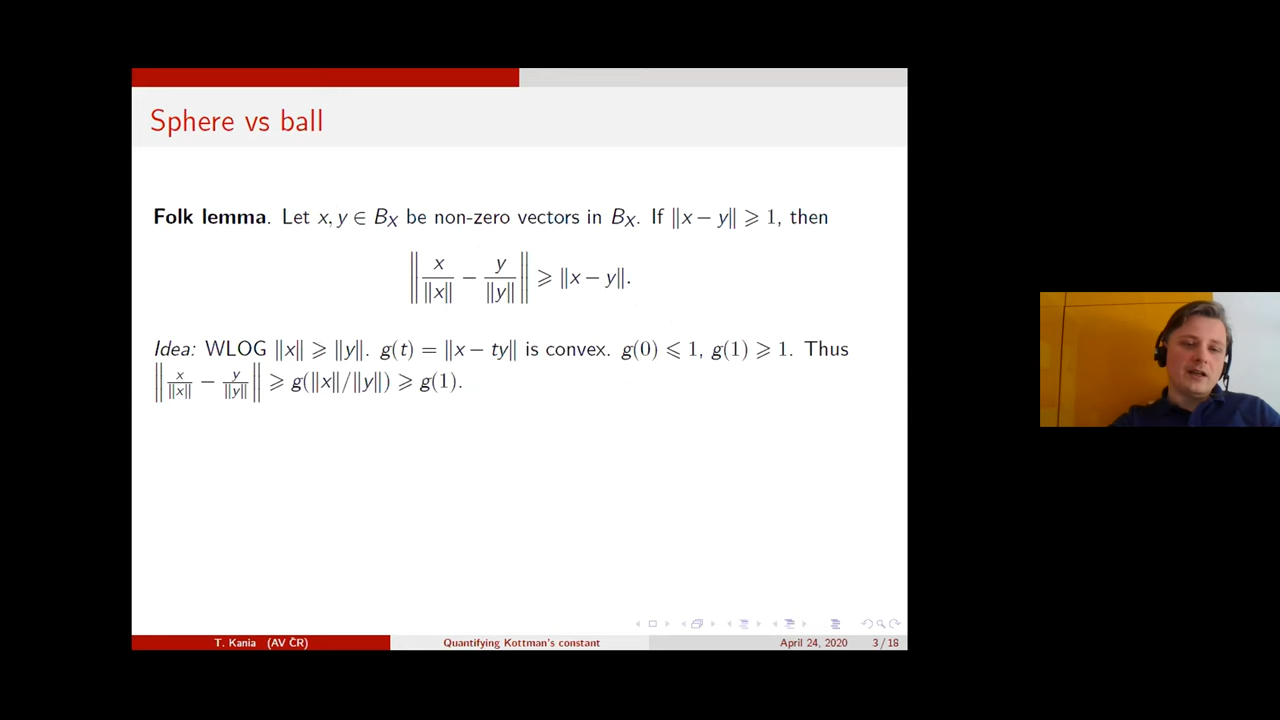 Sphere vs ball
Folk lemma. Let x, y ∈ B_X be non-zero vectors in B_X. If ‖x − y‖ ⩾ 1, then
‖ x/‖x‖ − y/‖y‖ ‖ ⩾ ‖x − y‖.
Idea: WLOG ‖x‖ ⩾ ‖y‖. g(t) = ‖x − ty‖ is convex. g(0) ⩽ 1, g(1) ⩾ 1. Thus
‖ x/‖x‖ − y/‖y‖ ‖ ⩾ g(‖x‖/‖y‖) ⩾ g(1).
T. Kania (AV ČR) Quantifying Kottman's constant April 24, 2020 3 / 18